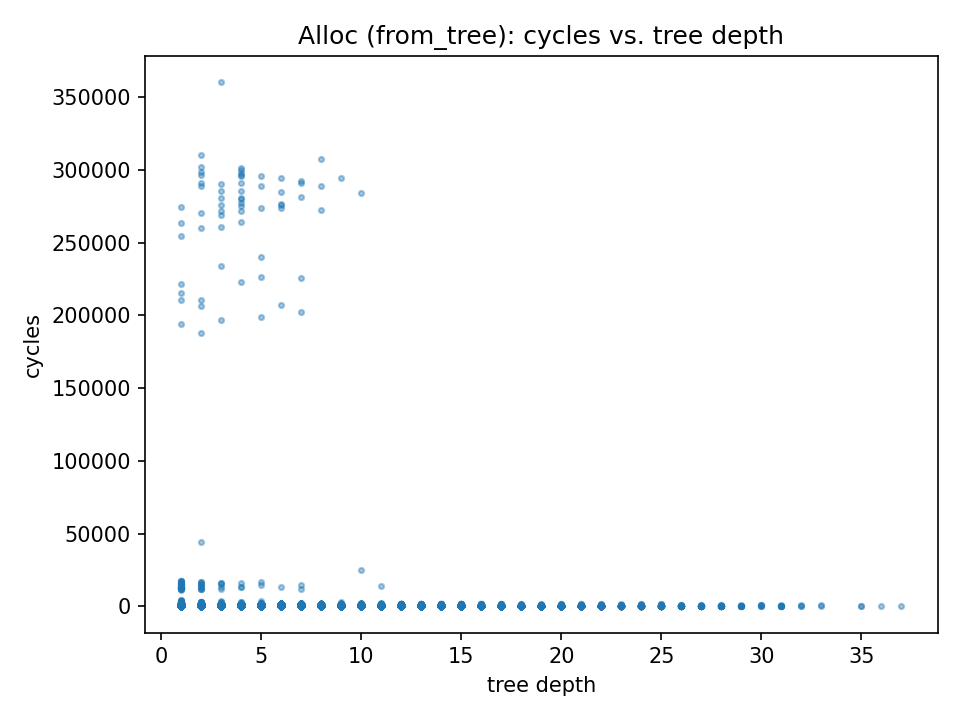 Alloc (from_tree): cycles vs. tree depth
350000
300000
250000
200000
150000
100000
50000
0
cycles
0 5 10 15 20 25 30 35
tree depth